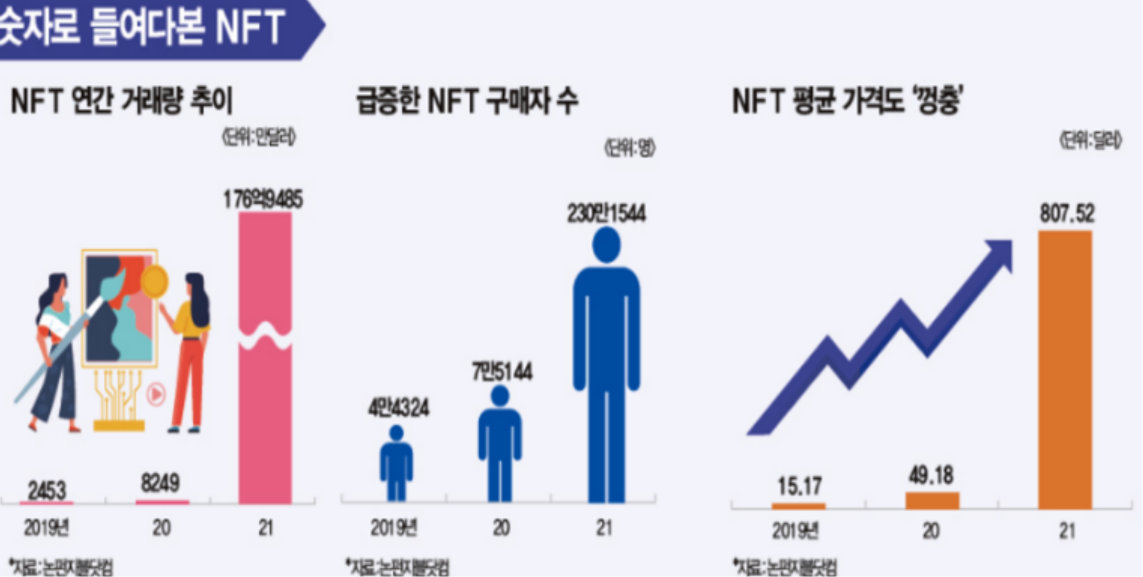 숫자로 들여다본 NFT
NFT 연간 거래량 추이
〈단위:만달러〉
176억9485
8249
2453
2019년
20
21
*자료:논펀지블닷컴
급증한 NFT 구매자 수
〈단위:명〉
230만1544
7만5144
4만4324
2019년
20
21
*자료:논펀지블닷컴
NFT 평균 가격도 '껑충'
〈단위:달러〉
807.52
49.18
15.17
2019년
20
21
*자료:논펀지블닷컴